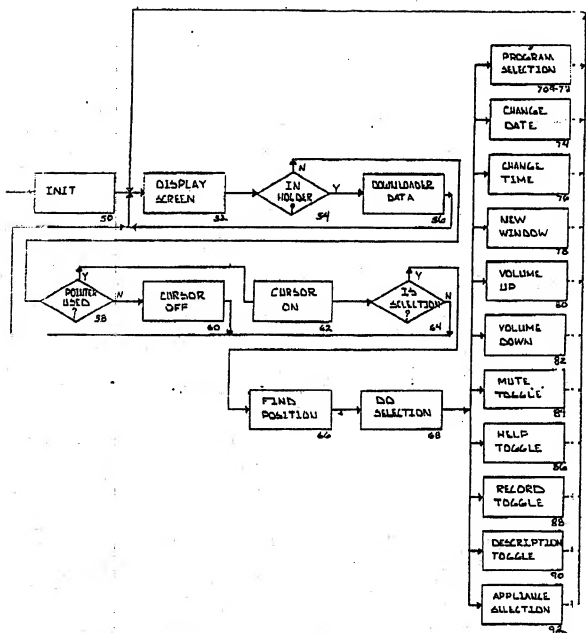 PROGRAM
SELECTION
CHANGE
DATE
74
CHANGE
TIME
76
NEW
WINDOW
78
VOLUME
UP
80
VOLUME
DOWN
82
MUTE
TOGGLE
HELP
TOGGLE
86
RECORD
TOGGLE
88
DESCRIPTION
TOGGLE
90
APPLIANCE
SELECTION
92
INIT
50
DISPLAY
SCREEN
52
IN
HOLDER
?
54
N
Y
DOWNLOADER
DATA
56
POINTER
USED
?
58
Y
N
CURSOR
OFF
60
CURSOR
ON
62
IS
SELECTION
?
64
Y
N
FIND
POSITION
66
DO
SELECTION
68